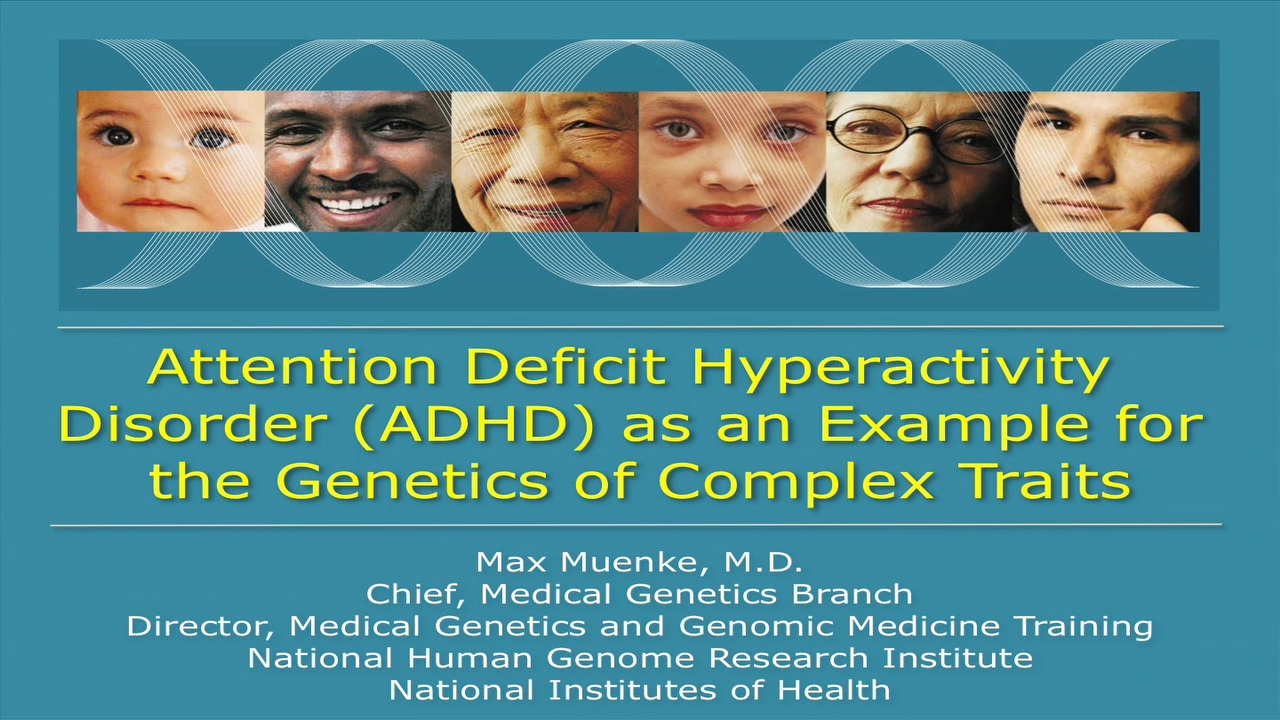 Attention Deficit Hyperactivity
Disorder (ADHD) as an Example for
the Genetics of Complex Traits
Max Muenke, M.D.
Chief, Medical Genetics Branch
Director, Medical Genetics and Genomic Medicine Training
National Human Genome Research Institute
National Institutes of Health